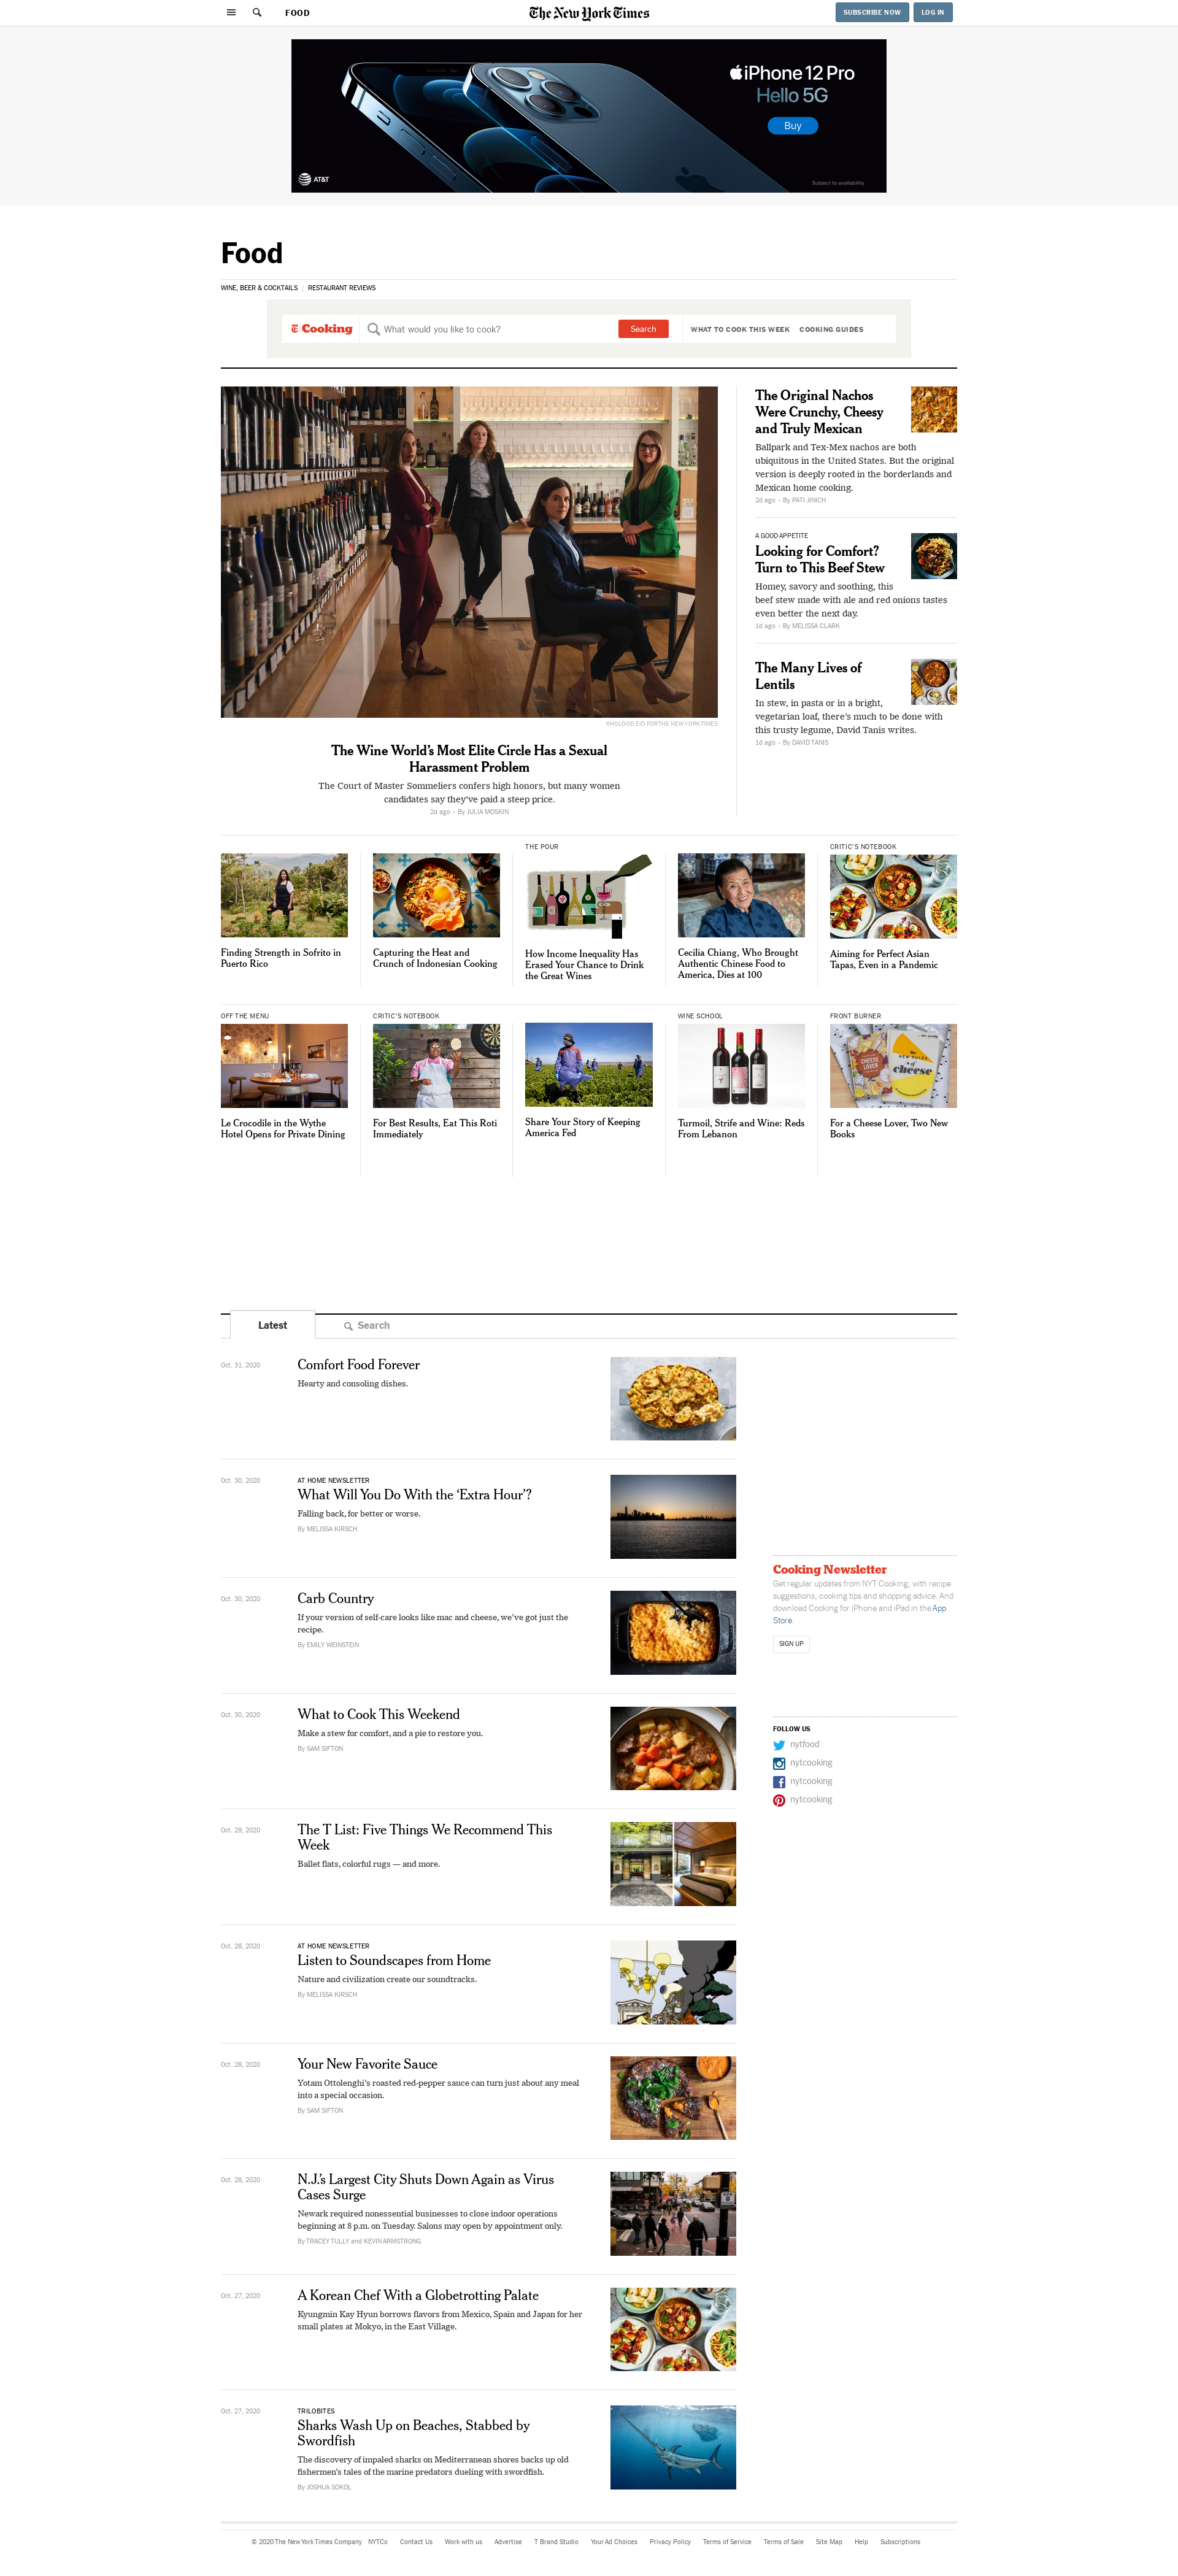 FOOD
The New York Times
SUBSCRIBE NOW
LOG IN
iPhone 12 Pro
Hello 5G
Buy
AT&T
Subject to availability
Food
WINE, BEER & COCKTAILS | RESTAURANT REVIEWS
Cooking
What would you like to cook?
Search
WHAT TO COOK THIS WEEK
COOKING GUIDES
©HOLOOD EID FOR THE NEW YORK TIMES
The Wine World's Most Elite Circle Has a Sexual
Harassment Problem
The Court of Master Sommeliers confers high honors, but many women
candidates say they've paid a steep price.
2d ago • By JULIA MOSKIN
The Original Nachos
Were Crunchy, Cheesy
and Truly Mexican
Ballpark and Tex-Mex nachos are both
ubiquitous in the United States. But the original
version is deeply rooted in the borderlands and
Mexican home cooking.
2d ago • By PATI JINICH
A GOOD APPETITE
Looking for Comfort?
Turn to This Beef Stew
Homey, savory and soothing, this
beef stew made with ale and red onions tastes
even better the next day.
1d ago • By MELISSA CLARK
The Many Lives of
Lentils
In stew, in pasta or in a bright,
vegetarian loaf, there's much to be done with
this trusty legume, David Tanis writes.
1d ago • By DAVID TANIS
Finding Strength in Sofrito in
Puerto Rico
Capturing the Heat and
Crunch of Indonesian Cooking
THE POUR
How Income Inequality Has
Erased Your Chance to Drink
the Great Wines
Cecilia Chiang, Who Brought
Authentic Chinese Food to
America, Dies at 100
CRITIC'S NOTEBOOK
Aiming for Perfect Asian
Tapas, Even in a Pandemic
OFF THE MENU
Le Crocodile in the Wythe
Hotel Opens for Private Dining
CRITIC'S NOTEBOOK
For Best Results, Eat This Roti
Immediately
Share Your Story of Keeping
America Fed
WINE SCHOOL
Turmoil, Strife and Wine: Reds
From Lebanon
FRONT BURNER
CHEESE LOVER
cheese
For a Cheese Lover, Two New
Books
Latest
Search
Oct. 31, 2020
Comfort Food Forever
Hearty and consoling dishes.
Oct. 30, 2020
AT HOME NEWSLETTER
What Will You Do With the ‘Extra Hour’?
Falling back, for better or worse.
By MELISSA KIRSCH
Oct. 30, 2020
Carb Country
If your version of self-care looks like mac and cheese, we've got just the
recipe.
By EMILY WEINSTEIN
Oct. 30, 2020
What to Cook This Weekend
Make a stew for comfort, and a pie to restore you.
By SAM SIFTON
Oct. 29, 2020
The T List: Five Things We Recommend This
Week
Ballet flats, colorful rugs — and more.
Oct. 28, 2020
AT HOME NEWSLETTER
Listen to Soundscapes from Home
Nature and civilization create our soundtracks.
By MELISSA KIRSCH
Oct. 28, 2020
Your New Favorite Sauce
Yotam Ottolenghi's roasted red-pepper sauce can turn just about any meal
into a special occasion.
By SAM SIFTON
Oct. 28, 2020
N.J.'s Largest City Shuts Down Again as Virus
Cases Surge
Newark required nonessential businesses to close indoor operations
beginning at 8 p.m. on Tuesday. Salons may open by appointment only.
By TRACEY TULLY and KEVIN ARMSTRONG
Oct. 27, 2020
A Korean Chef With a Globetrotting Palate
Kyungmin Kay Hyun borrows flavors from Mexico, Spain and Japan for her
small plates at Mokyo, in the East Village.
Oct. 27, 2020
TRILOBITES
Sharks Wash Up on Beaches, Stabbed by
Swordfish
The discovery of impaled sharks on Mediterranean shores backs up old
fishermen's tales of the marine predators dueling with swordfish.
By JOSHUA SOKOL
Cooking Newsletter
Get regular updates from NYT Cooking, with recipe
suggestions, cooking tips and shopping advice. And
download Cooking for iPhone and iPad in the App
Store.
SIGN UP
FOLLOW US
nytfood
nytcooking
nytcooking
nytcooking
© 2020 The New York Times Company NYTCo Contact Us Work with us Advertise T Brand Studio Your Ad Choices Privacy Policy Terms of Service Terms of Sale Site Map Help Subscriptions